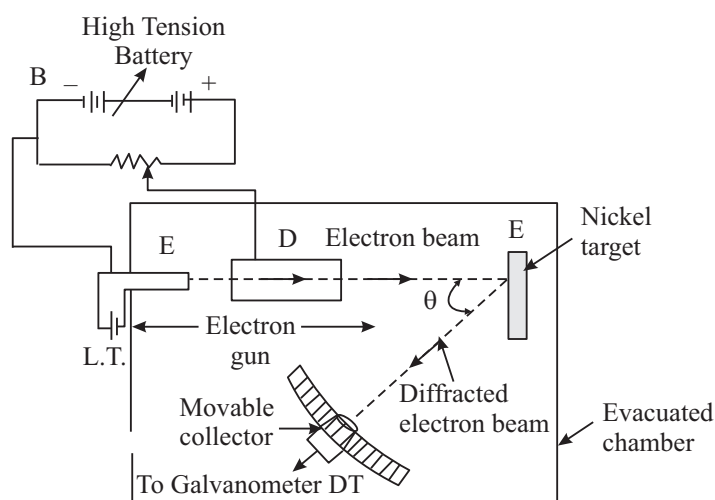 High Tension
Battery
B
–
+
E
D
Electron beam
E
Nickel
target
θ
L.T.
Electron
gun
Movable
collector
Diffracted
electron beam
Evacuated
chamber
To Galvanometer DT